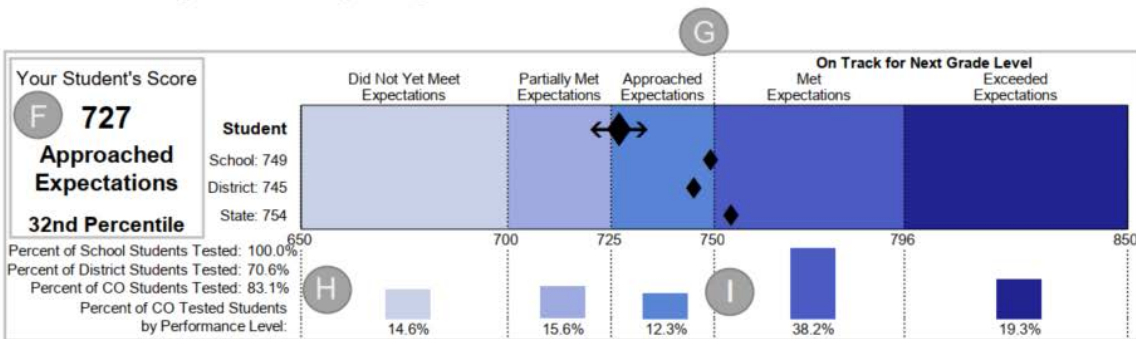 G
Your Student's Score
F
727
Approached
Expectations
32nd Percentile
On Track for Next Grade Level
Did Not Yet Meet
Expectations
Partially Met
Expectations
Approached
Expectations
Met
Expectations
Exceeded
Expectations
Student
School: 749
District: 745
State: 754
650
700
725
750
796
850
Percent of School Students Tested: 100.0%
Percent of District Students Tested: 70.6%
Percent of CO Students Tested: 83.1%
Percent of CO Tested Students
by Performance Level:
H
I
14.6%
15.6%
12.3%
38.2%
19.3%